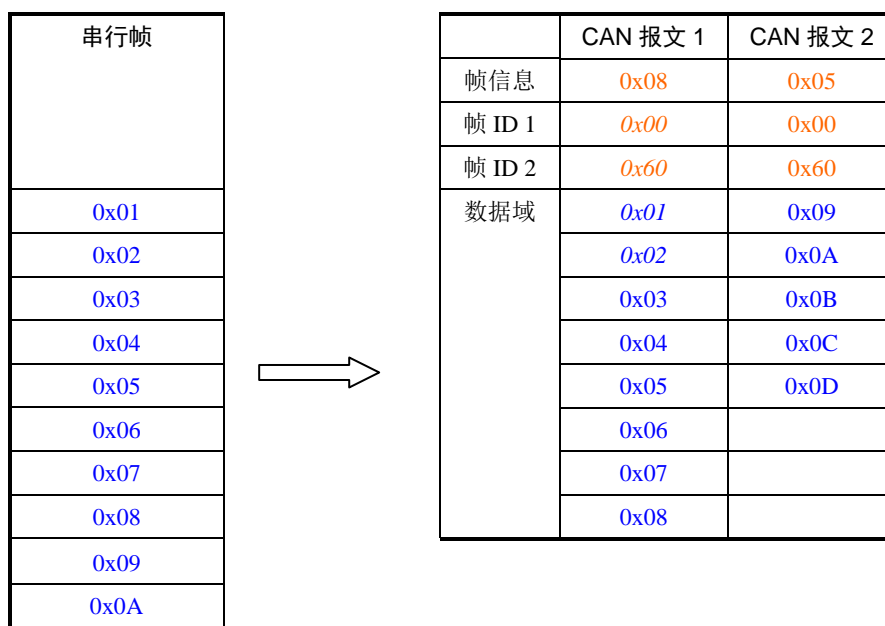 串行帧
0x01
0x02
0x03
0x04
0x05
0x06
0x07
0x08
0x09
0x0A
CAN 报文 1 CAN 报文 2
帧信息 0x08 0x05
帧 ID 1 0x00 0x00
帧 ID 2 0x60 0x60
数据域 0x01 0x09
0x02 0x0A
0x03 0x0B
0x04 0x0C
0x05 0x0D
0x06
0x07
0x08